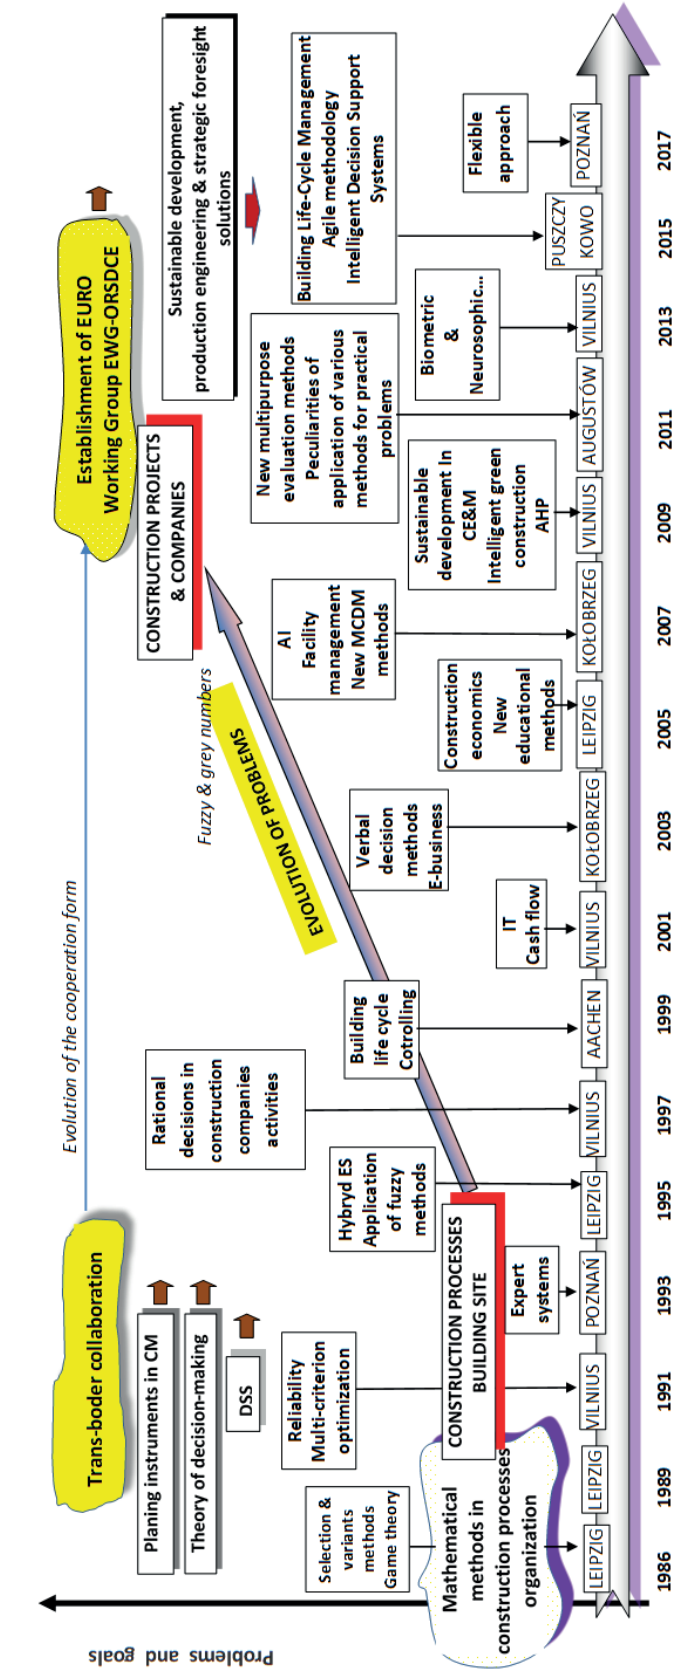 Problems and goals
Trans-boder collaboration
Evolution of the cooperation form
Establishment of EURO
Working Group EWG-ORSDCE
Planing instruments in CM
Theory of decision-making
DSS
Rational
decisions in
construction
companies
activities
Fuzzy & grey numbers
EVOLUTION OF PROBLEMS
CONSTRUCTION PROJECTS
& COMPANIES
Sustainable development,
production engineering & strategic foresight
solutions
Selection &
variants
methods
Game theory
Reliability
Multi-criterion
optimization
Hybryd ES
Application
of fuzzy
methods
Building
life cycle
Cotrolling
Verbal
decision
methods
E-business
AI
Facility
management
New MCDM
methods
New multipurpose
evaluation methods
Peculiarities of
application of various
methods for practical
problems
Building Life-Cycle Management
Agile methodology
Intelligent Decision Support
Systems
Mathematical
methods in
construction processes
organization
CONSTRUCTION PROCESSES
BUILDING SITE
Expert
systems
IT
Cash flow
Construction
economics
New
educational
methods
Sustainable
development In
CE&M
Intelligent green
construction
AHP
Biometric
&
Neurosophic...
Flexible
approach
LEIPZIG
LEIPZIG
VILNIUS
POZNAŃ
LEIPZIG
VILNIUS
AACHEN
VILNIUS
KOŁOBRZEG
LEIPZIG
KOŁOBRZEG
VILNIUS
AUGUSTÓW
VILNIUS
PUSZCZY
KOWO
POZNAŃ
1986
1989
1991
1993
1995
1997
1999
2001
2003
2005
2007
2009
2011
2013
2015
2017